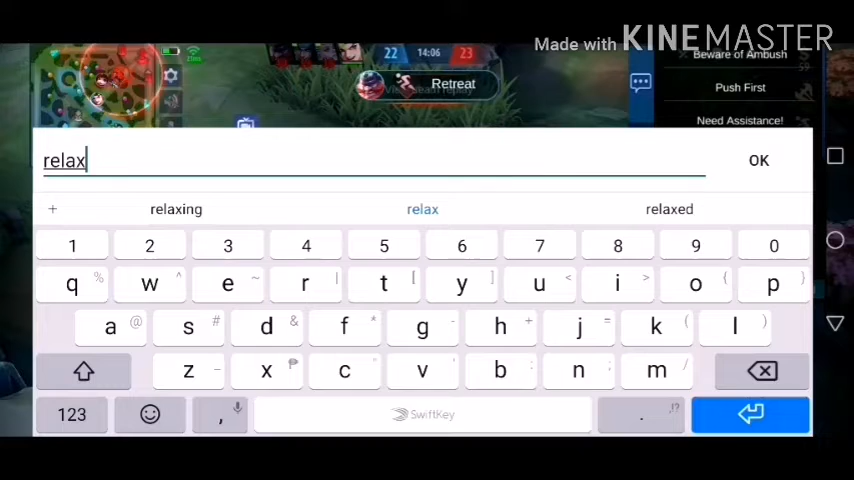 Made with KINEMASTER
22 14:06 23
Beware of Ambush
Retreat
Push First
Need Assistance!
relax
OK
+ relaxing relax relaxed
1 2 3 4 5 6 7 8 9 0
q % w ^ e ~ r | t [ y ] u < i > o { p }
a @ s # d & f * g - h + j = k ( l )
z _ x ₱ c " v ' b : n ; m /
123 , SwiftKey . !?